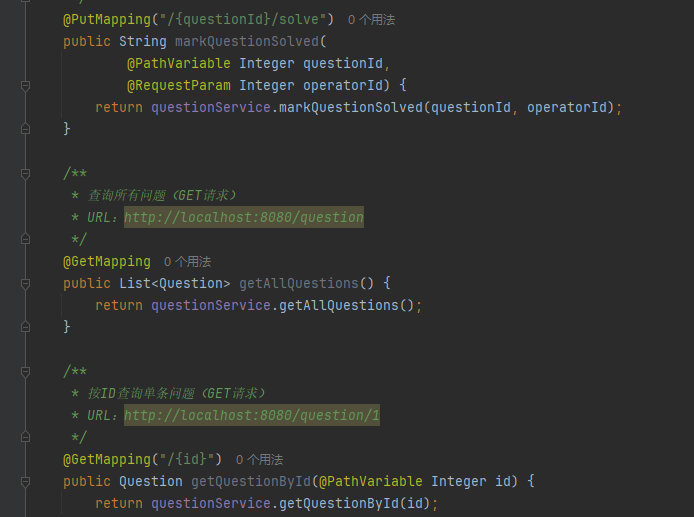 */
@PutMapping("/{questionId}/solve") 0 个用法
public String markQuestionSolved(
@PathVariable Integer questionId,
@RequestParam Integer operatorId) {
return questionService.markQuestionSolved(questionId, operatorId);
}
/**
* 查询所有问题（GET请求）
* URL：http://localhost:8080/question
*/
@GetMapping 0 个用法
public List<Question> getAllQuestions() {
return questionService.getAllQuestions();
}
/**
* 按ID查询单条问题（GET请求）
* URL：http://localhost:8080/question/1
*/
@GetMapping("/{id}") 0 个用法
public Question getQuestionById(@PathVariable Integer id) {
return questionService.getQuestionById(id);